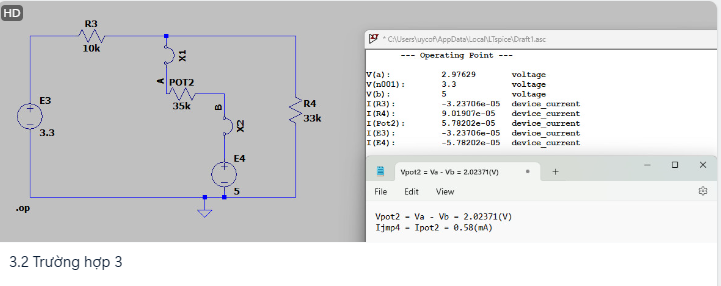 HD
R3
10k
X1
A
POT2
35k
B
X2
E3
3.3
R4
33k
E4
5
.op
* C:\Users\uycof\AppData\Local\LTspice\Draft1.asc
--- Operating Point ---
V(a): 2.97629 voltage
V(n001): 3.3 voltage
V(b): 5 voltage
I(R3): -3.23706e-05 device_current
I(R4): 9.01907e-05 device_current
I(Pot2): 5.78202e-05 device_current
I(E3): -3.23706e-05 device_current
I(E4): -5.78202e-05 device_current
Vpot2 = Va - Vb = 2.02371(V)
File Edit View
Vpot2 = Va - Vb = 2.02371(V)
Ijmp4 = Ipot2 = 0.58(mA)
3.2 Trường hợp 3